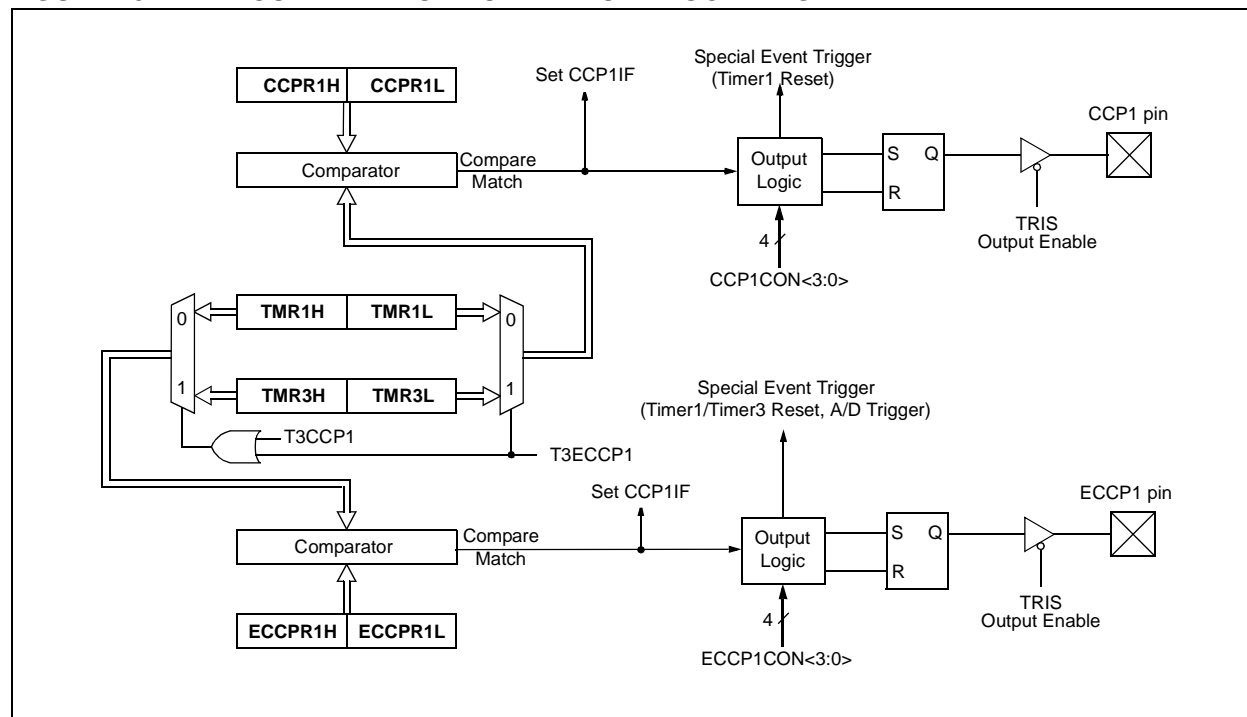 Special Event Trigger
(Timer1 Reset)
Set CCP1IF
CCPR1H CCPR1L
CCP1 pin
Comparator
Compare
Match
Output
Logic
S Q
R
TRIS
Output Enable
4
CCP1CON<3:0>
0 TMR1H TMR1L 0
1 TMR3H TMR3L 1
T3CCP1
T3ECCP1
Special Event Trigger
(Timer1/Timer3 Reset, A/D Trigger)
Set CCP1IF
ECCP1 pin
Comparator
Compare
Match
Output
Logic
S Q
R
TRIS
Output Enable
4
ECCPR1H ECCPR1L
ECCP1CON<3:0>